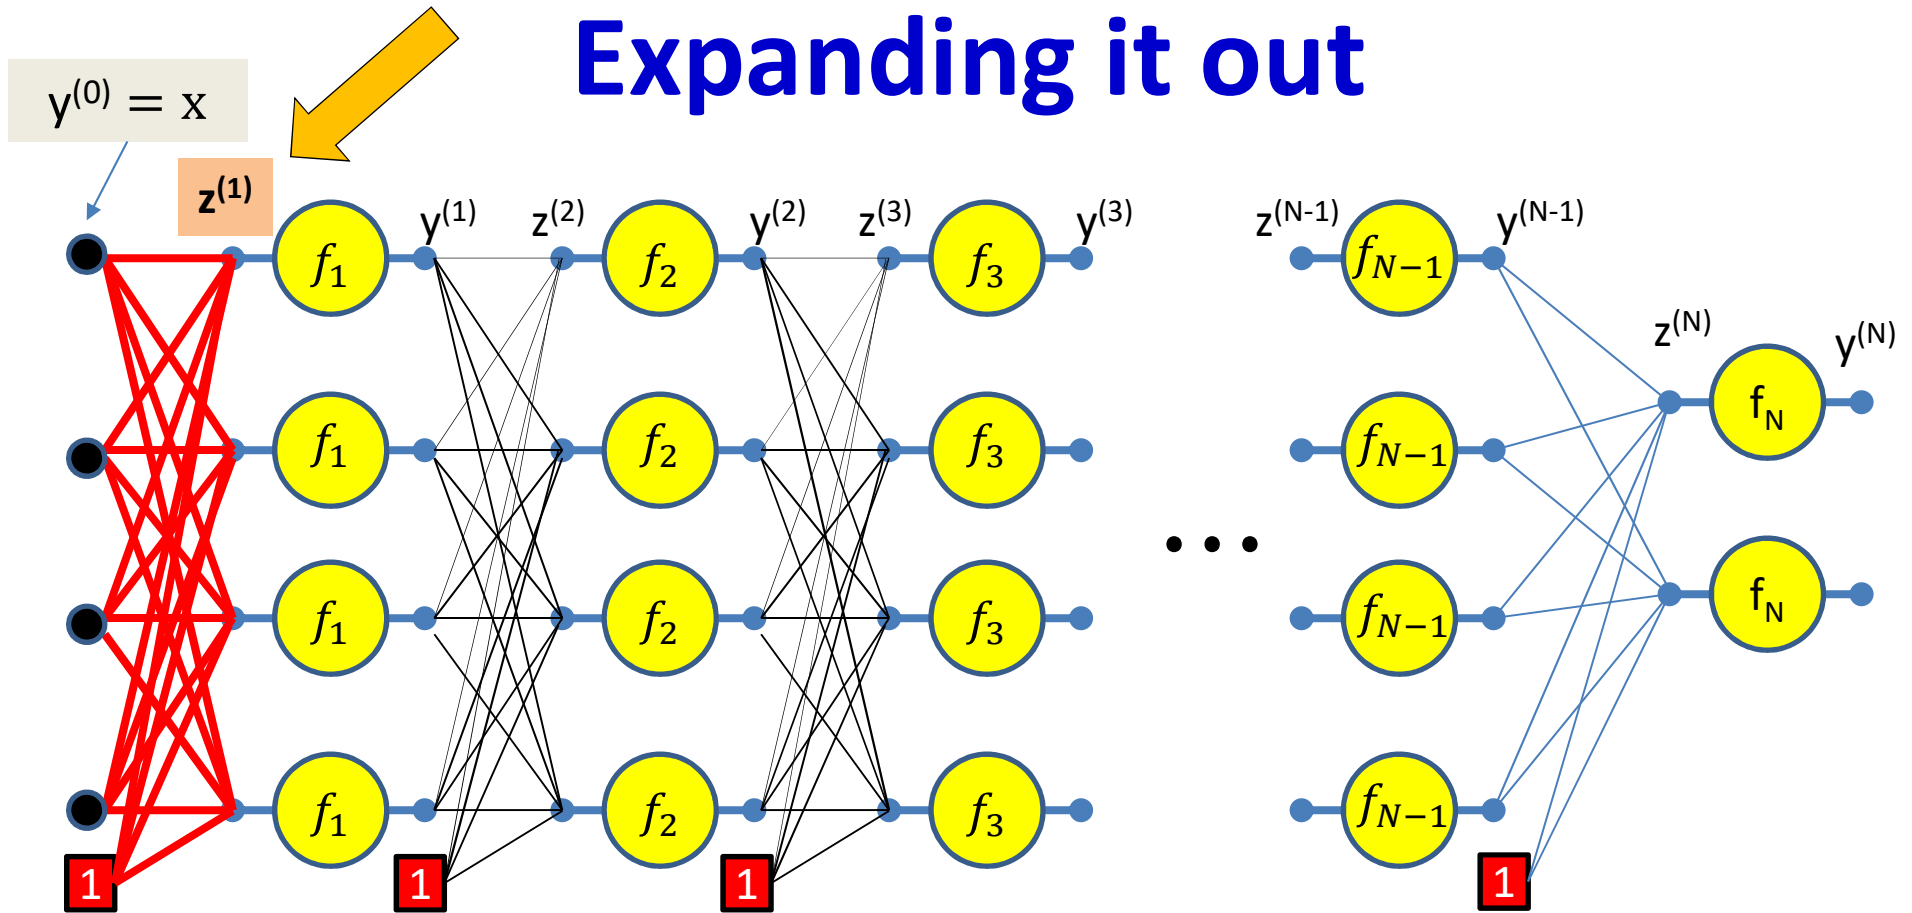 Expanding it out
y(0) = x
z(1)
y(1) z(2) y(2) z(3) y(3) z(N-1) y(N-1)
f1 f2 f3 fN−1
z(N) y(N)
fN
f1 f2 f3 fN−1
fN
f1 f2 f3 fN−1
f1 f2 f3 fN−1
1 1 1 1